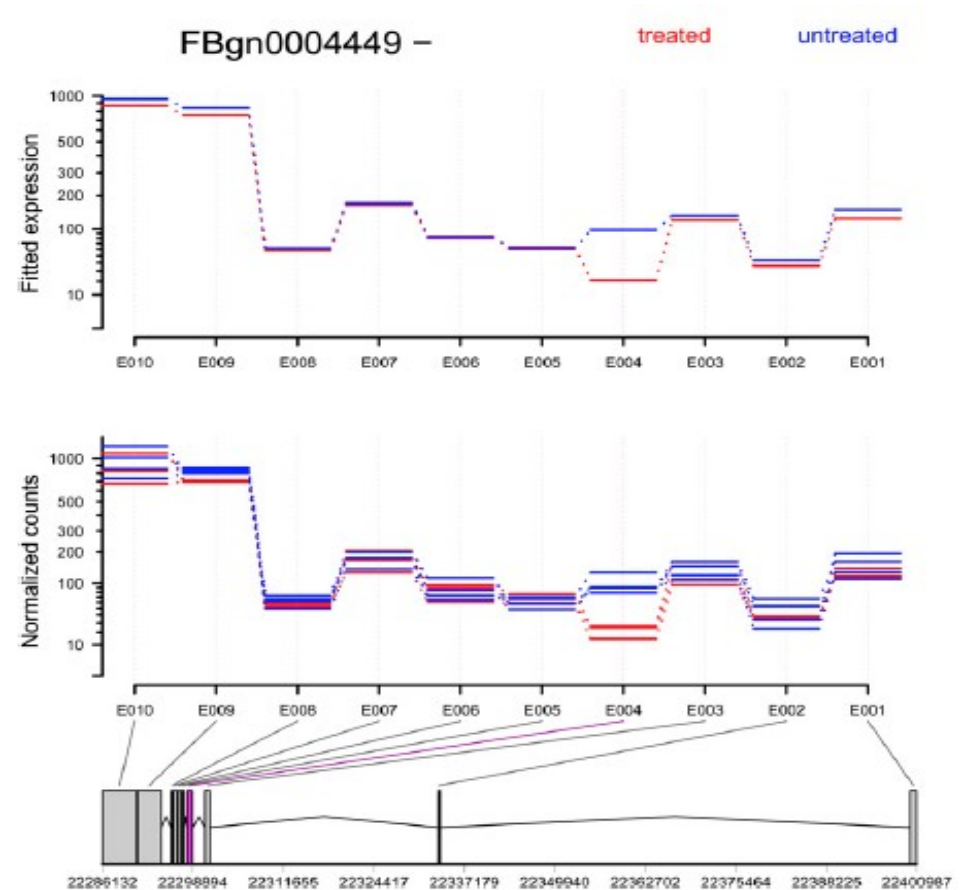 FBgn0004449 –
treated untreated
Fitted expression
1000
500
300
200
100
10
E010 E009 E008 E007 E006 E005 E004 E003 E002 E001
Normalized counts
1000
500
300
200
100
10
E010 E009 E008 E007 E006 E005 E004 E003 E002 E001
22286132 22298894 22311655 22324417 22337179 22349940 22362702 22375464 22388225 22400987